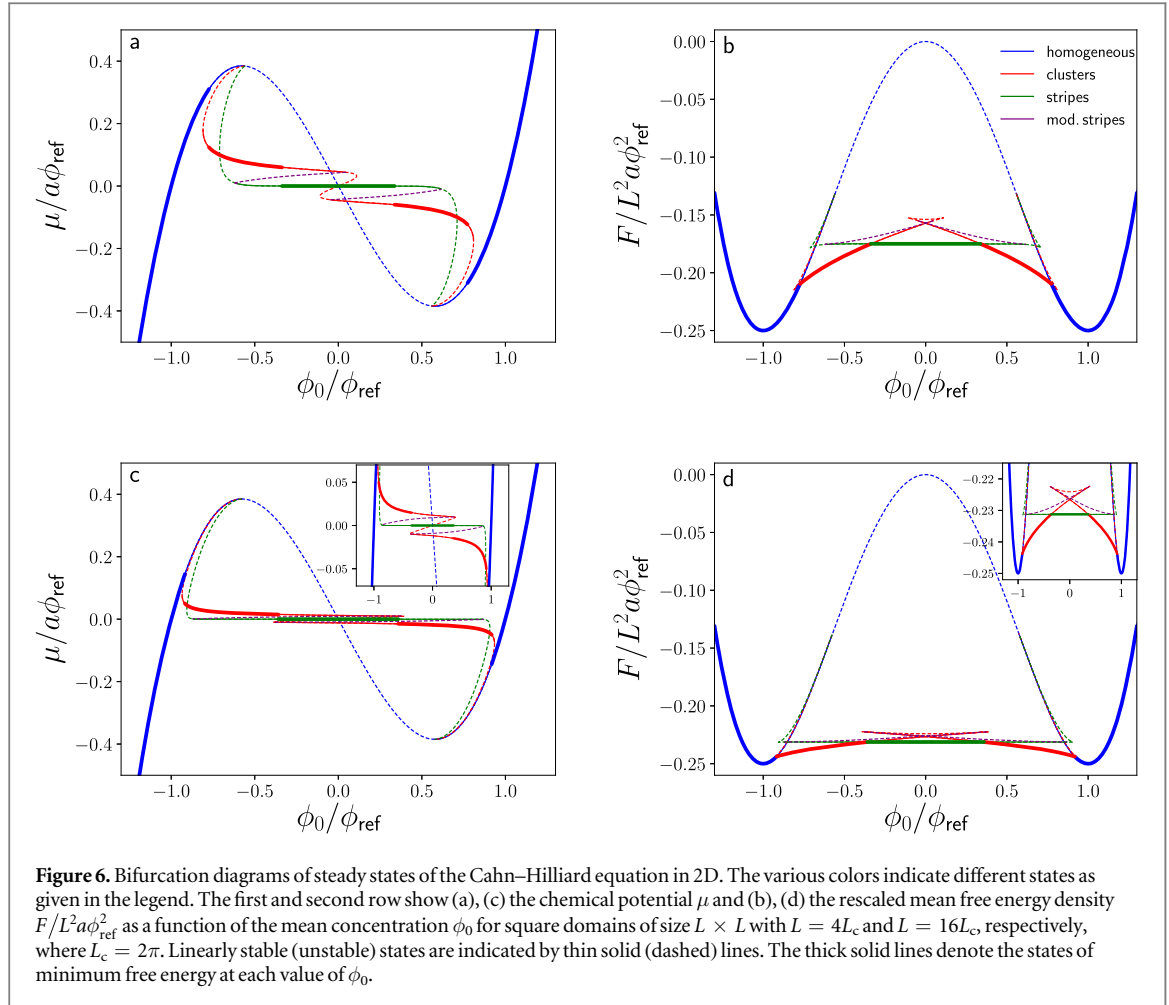 a
0.4
0.2
0.0
−0.2
−0.4
μ/aϕref
−1.0 −0.5 0.0 0.5 1.0
ϕ0/ϕref
b
homogeneous
clusters
stripes
mod. stripes
0.00
−0.05
−0.10
−0.15
−0.20
−0.25
F/L²aϕ²ref
−1.0 −0.5 0.0 0.5 1.0
ϕ0/ϕref
c
0.4
0.2
0.0
−0.2
−0.4
μ/aϕref
0.05
0.00
−0.05
−1 0 1
−1.0 −0.5 0.0 0.5 1.0
ϕ0/ϕref
d
0.00
−0.05
−0.10
−0.15
−0.20
−0.25
F/L²aϕ²ref
−0.22
−0.23
−0.24
−0.25
−1 0 1
−1.0 −0.5 0.0 0.5 1.0
ϕ0/ϕref
Figure 6. Bifurcation diagrams of steady states of the Cahn–Hilliard equation in 2D. The various colors indicate different states as
given in the legend. The first and second row show (a), (c) the chemical potential μ and (b), (d) the rescaled mean free energy density
F/L²aϕ²ref as a function of the mean concentration ϕ0 for square domains of size L × L with L = 4Lc and L = 16Lc, respectively,
where Lc = 2π. Linearly stable (unstable) states are indicated by thin solid (dashed) lines. The thick solid lines denote the states of
minimum free energy at each value of ϕ0.